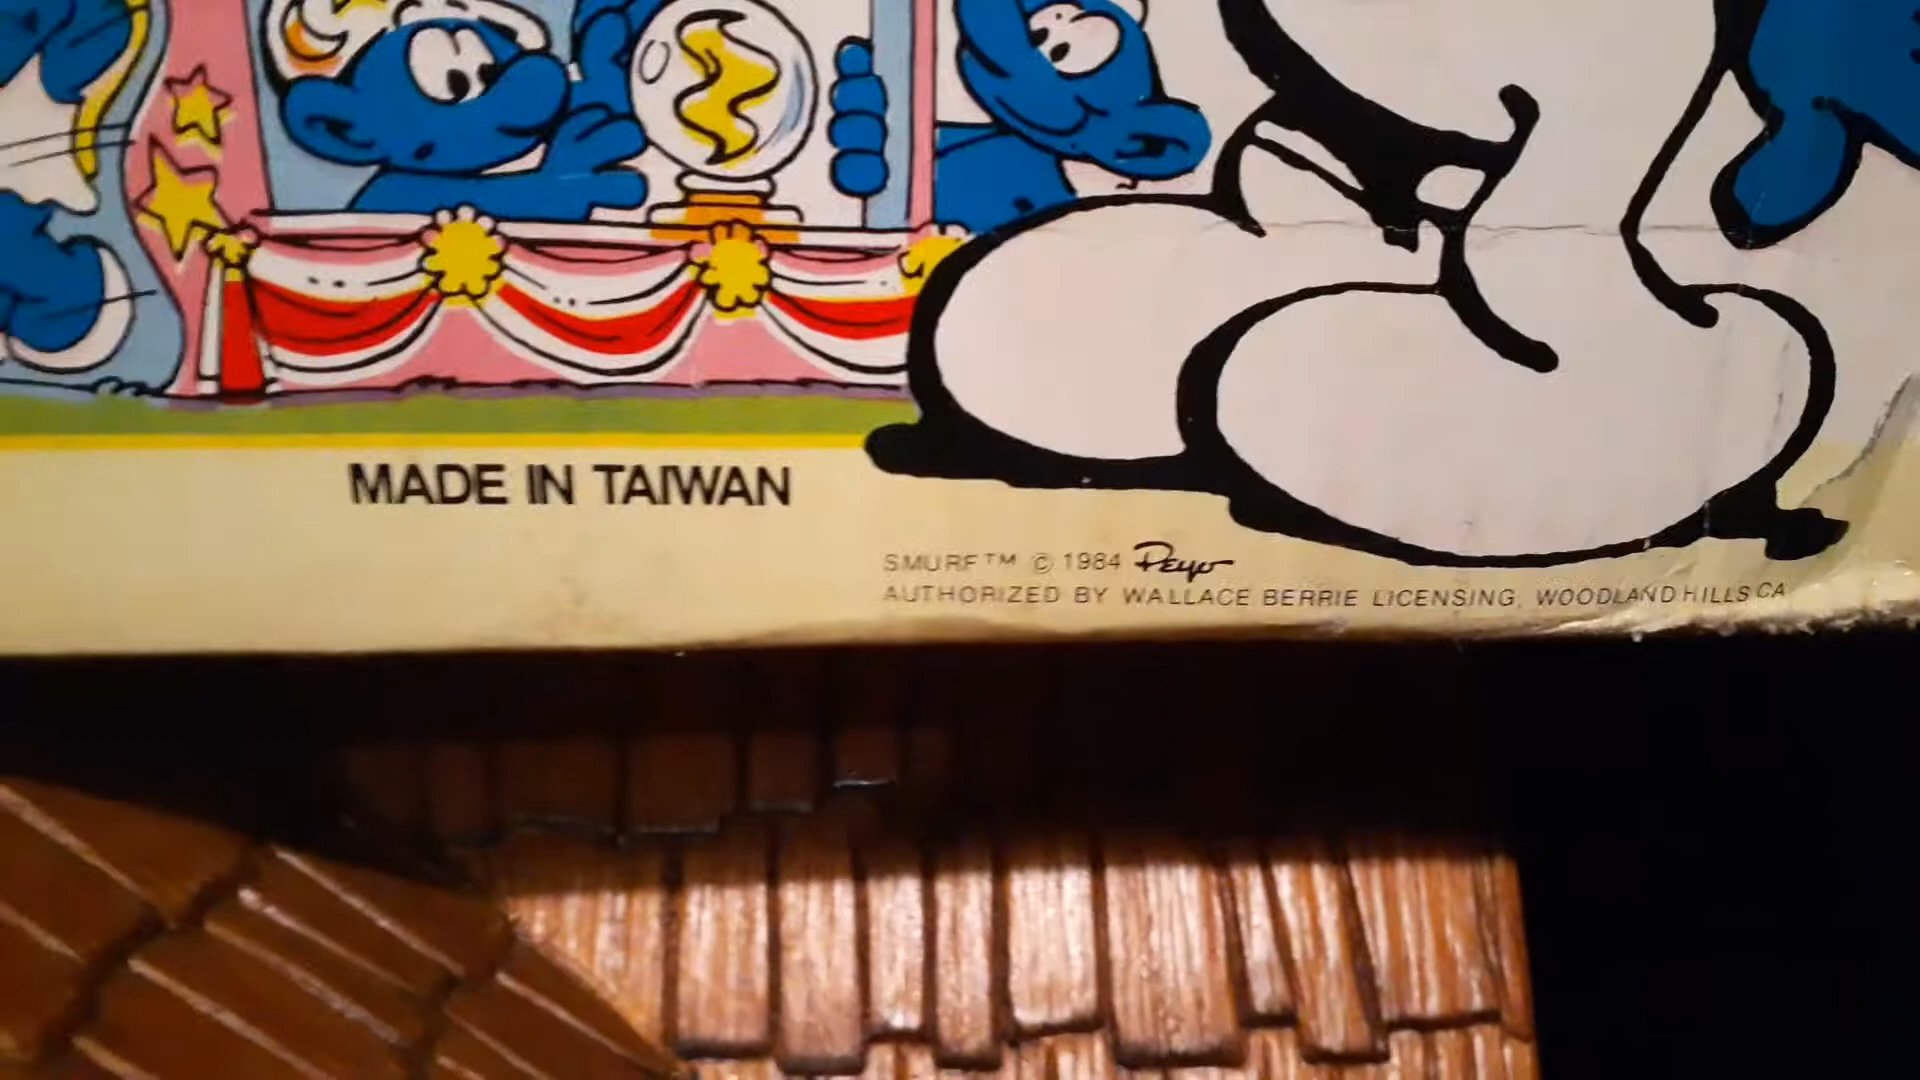 MADE IN TAIWAN
SMURF™ © 1984 Peyo
AUTHORIZED BY WALLACE BERRIE LICENSING, WOODLAND HILLS CA